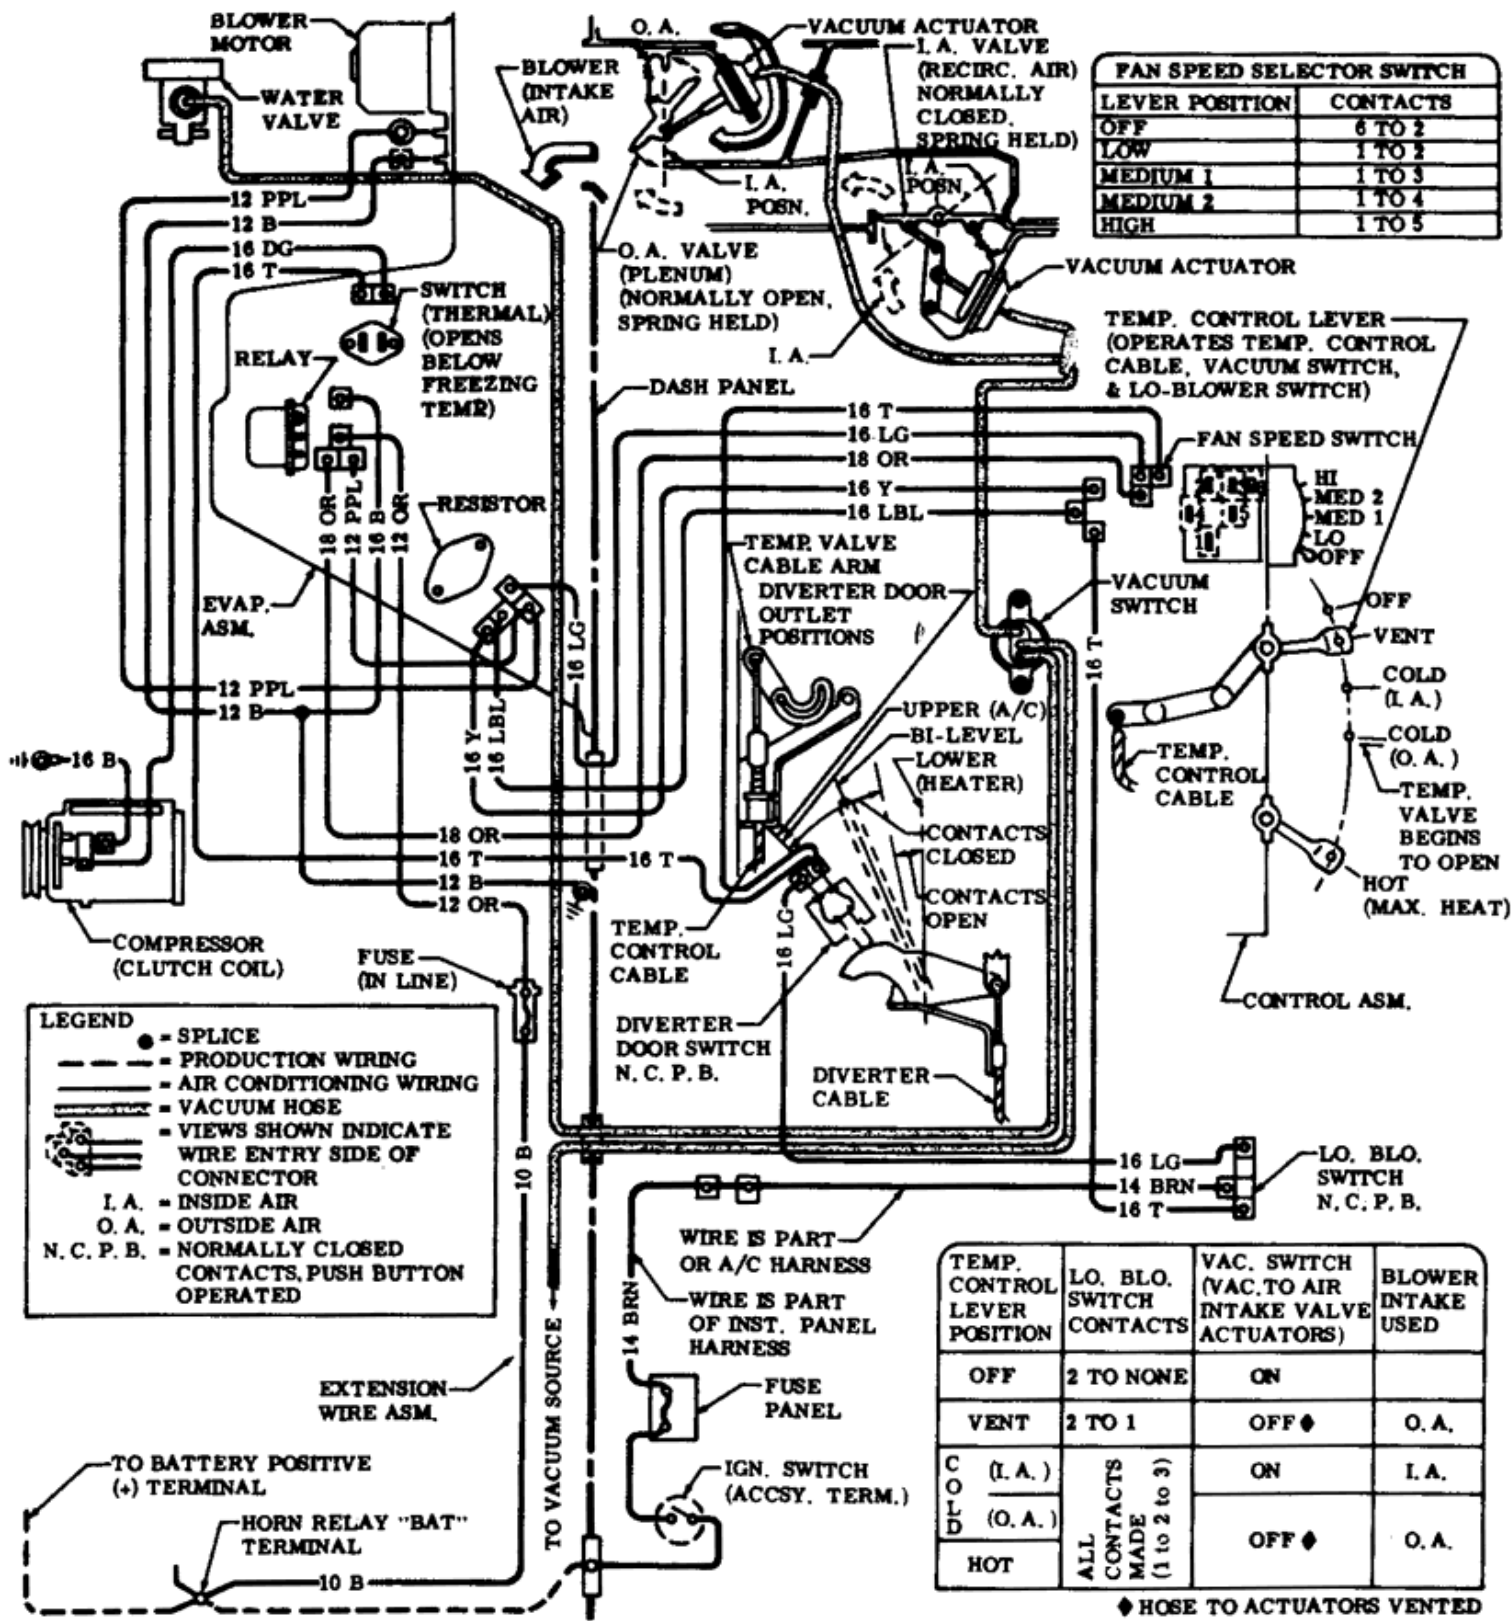 BLOWER
MOTOR
WATER
VALVE
BLOWER
(INTAKE
AIR)
O. A.
VACUUM ACTUATOR
I. A. VALVE
(RECIRC. AIR)
NORMALLY
CLOSED.
SPRING HELD)
I. A.
POSN.
I. A.
POSN.
O. A. VALVE
(PLENUM)
(NORMALLY OPEN,
SPRING HELD)
VACUUM ACTUATOR
I. A.
FAN SPEED SELECTOR SWITCH
LEVER POSITION CONTACTS
OFF 6 TO 2
LOW 1 TO 2
MEDIUM 1 1 TO 3
MEDIUM 2 1 TO 4
HIGH 1 TO 5
12 PPL
12 B
16 DG
16 T
SWITCH
(THERMAL)
(OPENS
BELOW
FREEZING
TEMP)
RELAY
DASH PANEL
TEMP. CONTROL LEVER
(OPERATES TEMP. CONTROL
CABLE, VACUUM SWITCH,
& LO-BLOWER SWITCH)
16 T
16 LG
18 OR
16 Y
16 LBL
FAN SPEED SWITCH
HI
MED 2
MED 1
LO
OFF
4
5
1
18 OR
12 PPL
16 B
12 OR
RESISTOR
EVAP.
ASM.
TEMP. VALVE
CABLE ARM
DIVERTER DOOR
OUTLET
POSITIONS
VACUUM
SWITCH
16 T
OFF
VENT
COLD
(I. A.)
COLD
(O. A.)
TEMP.
VALVE
BEGINS
TO OPEN
TEMP.
CONTROL
CABLE
HOT
(MAX. HEAT)
CONTROL ASM.
16 LG
12 PPL
12 B
16 Y
16 LBL
16 B
UPPER (A/C)
BI-LEVEL
LOWER
(HEATER)
CONTACTS
CLOSED
CONTACTS
OPEN
18 OR
16 T
16 T
12 B
12 OR
16 LG
TEMP.
CONTROL
CABLE
COMPRESSOR
(CLUTCH COIL)
FUSE
(IN LINE)
DIVERTER
DOOR SWITCH
N. C. P. B.
DIVERTER
CABLE
LEGEND
= SPLICE
= PRODUCTION WIRING
= AIR CONDITIONING WIRING
= VACUUM HOSE
= VIEWS SHOWN INDICATE
WIRE ENTRY SIDE OF
CONNECTOR
I. A. = INSIDE AIR
O. A. = OUTSIDE AIR
N. C. P. B. = NORMALLY CLOSED
CONTACTS, PUSH BUTTON
OPERATED
10 B
16 LG
14 BRN
16 T
LO. BLO.
SWITCH
N. C. P. B.
WIRE IS PART
OR A/C HARNESS
WIRE IS PART
OF INST. PANEL
HARNESS
14 BRN
TO VACUUM SOURCE
EXTENSION
WIRE ASM.
FUSE
PANEL
IGN. SWITCH
(ACCSY. TERM.)
TO BATTERY POSITIVE
(+) TERMINAL
HORN RELAY "BAT"
TERMINAL
10 B
TEMP.
CONTROL
LEVER
POSITION
LO. BLO.
SWITCH
CONTACTS
VAC. SWITCH
(VAC. TO AIR
INTAKE VALVE
ACTUATORS)
BLOWER
INTAKE
USED
OFF 2 TO NONE ON
VENT 2 TO 1 OFF ♦ O. A.
COLD
(I. A.) ON I. A.
(O. A.)
HOT
ALL
CONTACTS
MADE
(1 to 2 to 3)
OFF ♦ O. A.
♦ HOSE TO ACTUATORS VENTED